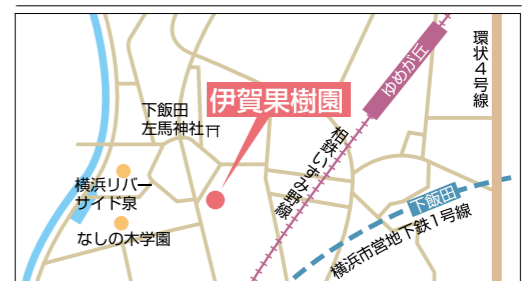 環状4号線
ゆめが丘
伊賀果樹園
下飯田
左馬神社
相鉄いずみ野線
横浜リバー
サイド泉
下飯田
なしの木学園
横浜市営地下鉄1号線